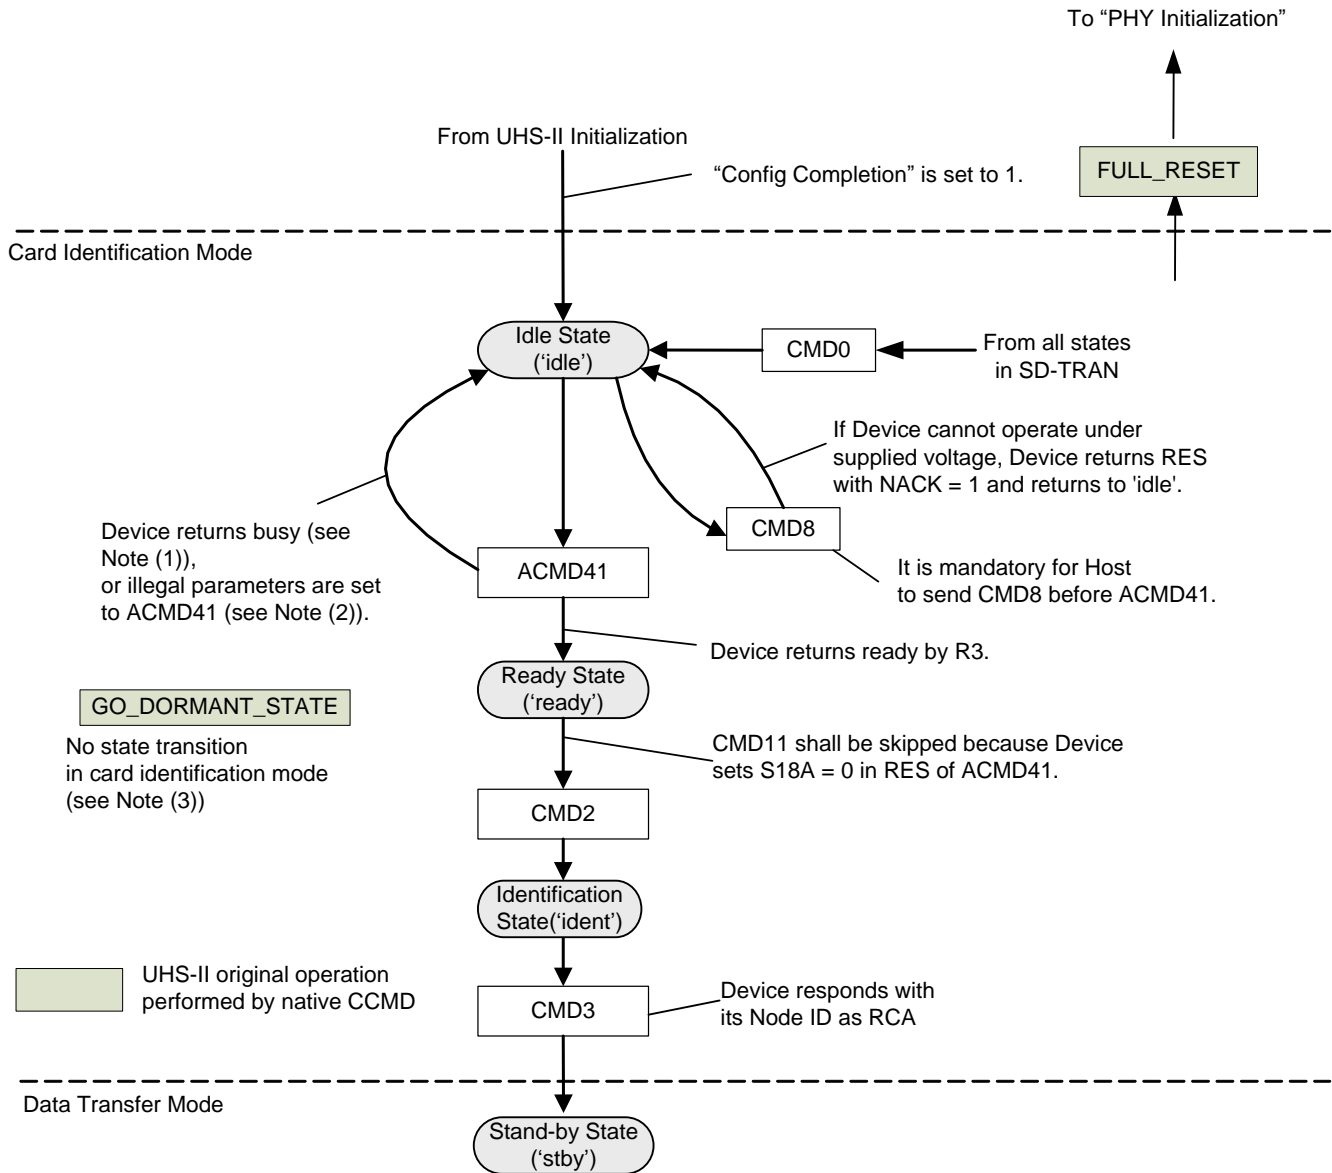 To “PHY Initialization”
From UHS-II Initialization
“Config Completion” is set to 1.
FULL_RESET
Card Identification Mode
Idle State
(‘idle’)
CMD0
From all states
in SD-TRAN
If Device cannot operate under
supplied voltage, Device returns RES
with NACK = 1 and returns to 'idle'.
CMD8
Device returns busy (see
Note (1)),
or illegal parameters are set
to ACMD41 (see Note (2)).
ACMD41
It is mandatory for Host
to send CMD8 before ACMD41.
Device returns ready by R3.
Ready State
(‘ready’)
GO_DORMANT_STATE
No state transition
in card identification mode
(see Note (3))
CMD11 shall be skipped because Device
sets S18A = 0 in RES of ACMD41.
CMD2
Identification
State(‘ident’)
UHS-II original operation
performed by native CCMD
CMD3
Device responds with
its Node ID as RCA
Data Transfer Mode
Stand-by State
(‘stby’)